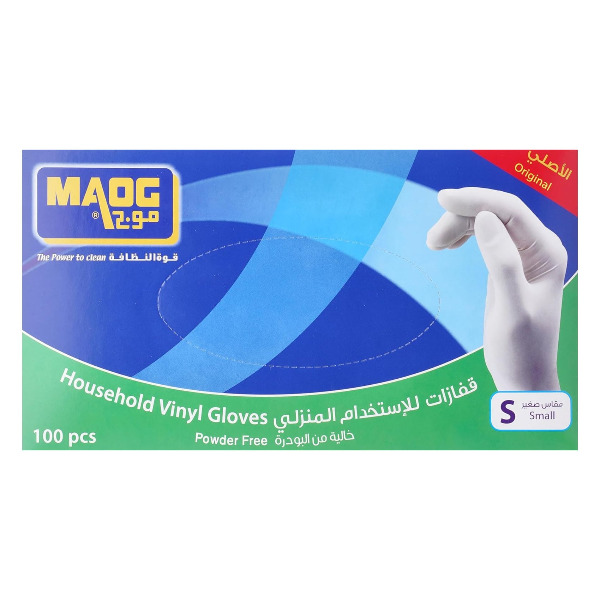 MAOG
موج®
The Power to clean قوة النظافة
الأصلي
Original
Household Vinyl Gloves قفازات للإستخدام المنزلي
Powder Free خالية من البودرة
100 pcs
S
مقاس صغير
Small